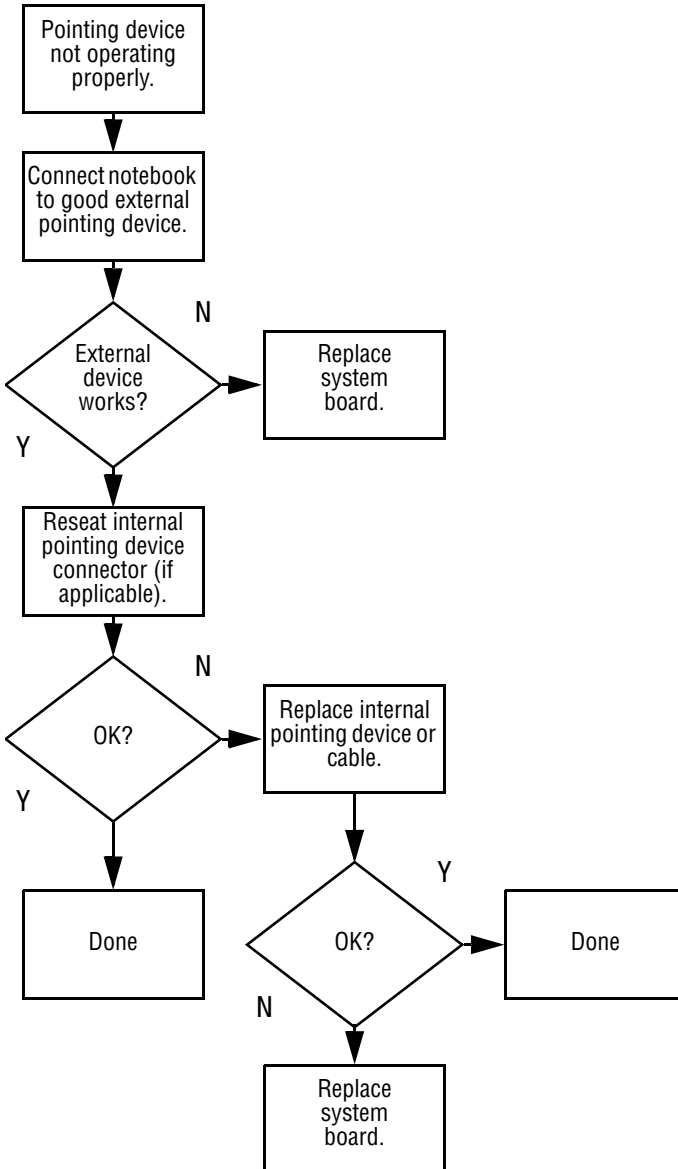 Pointing device
not operating
properly.
Connect notebook
to good external
pointing device.
N
External
device
works?
Replace
system
board.
Y
Reseat internal
pointing device
connector (if
applicable).
N
OK?
Replace internal
pointing device or
cable.
Y
Done
Y
OK?
Done
N
Replace
system
board.